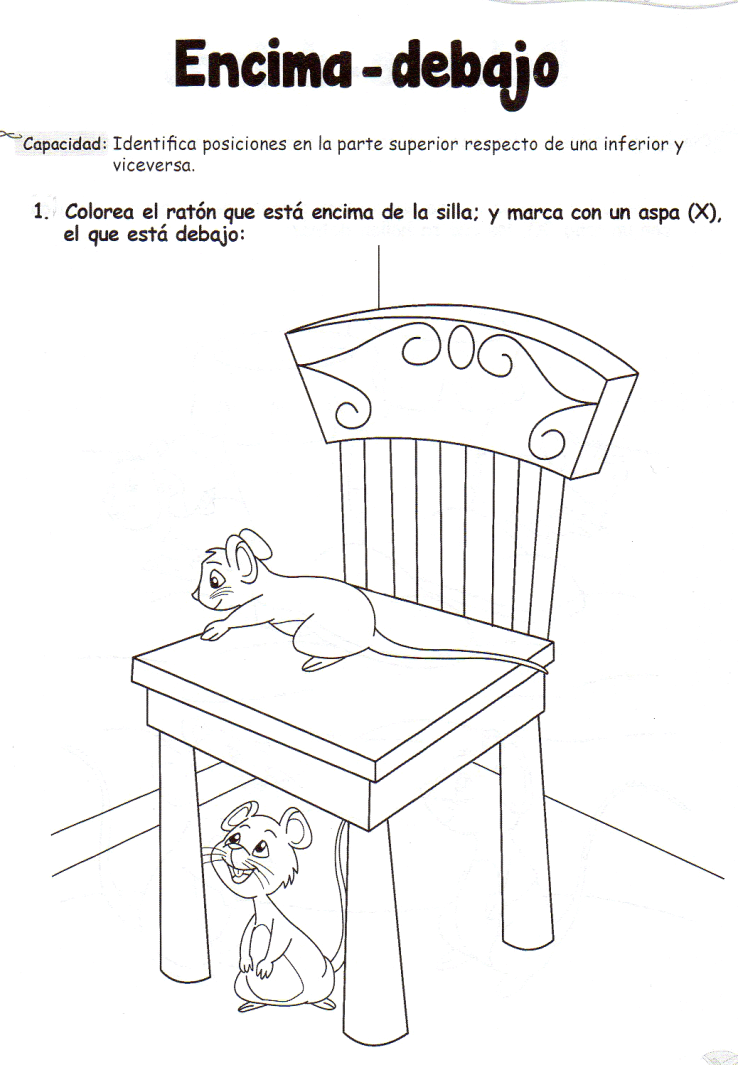 Encima - debajo
Capacidad: Identifica posiciones en la parte superior respecto de una inferior y
viceversa.
1. Colorea el ratón que está encima de la silla; y marca con un aspa (X),
el que está debajo: